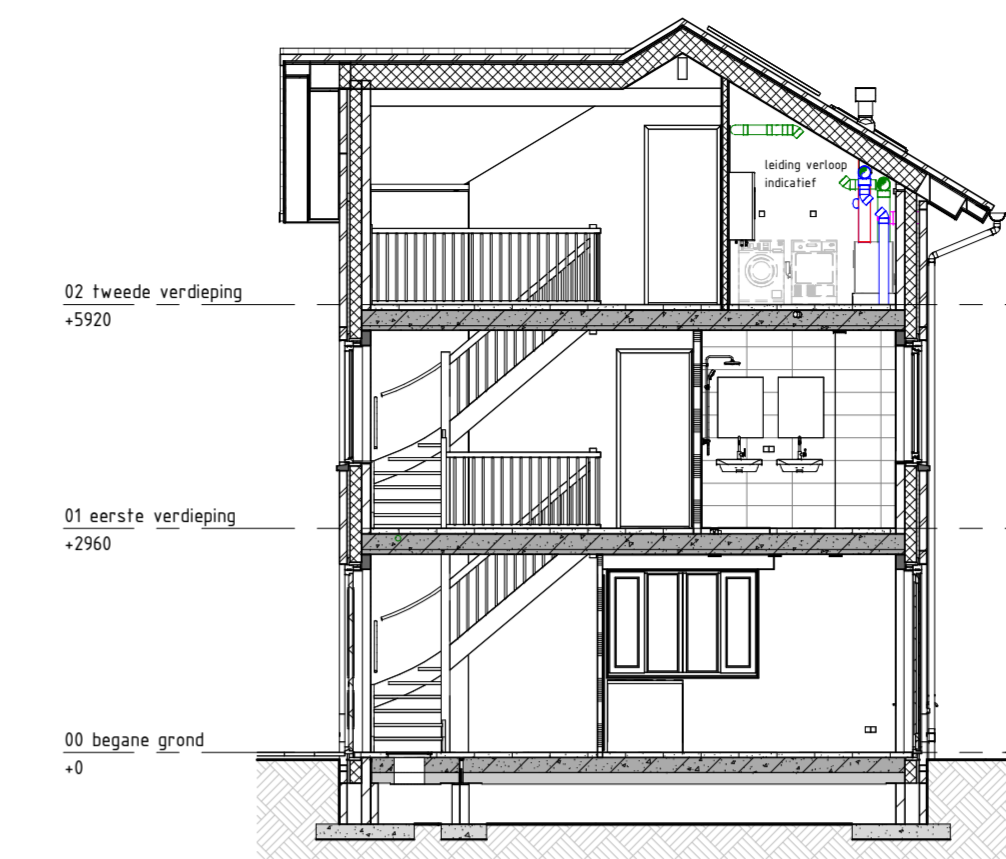 leiding verloop
indicatief
02 tweede verdieping
+5920
01 eerste verdieping
+2960
00 begane grond
+0